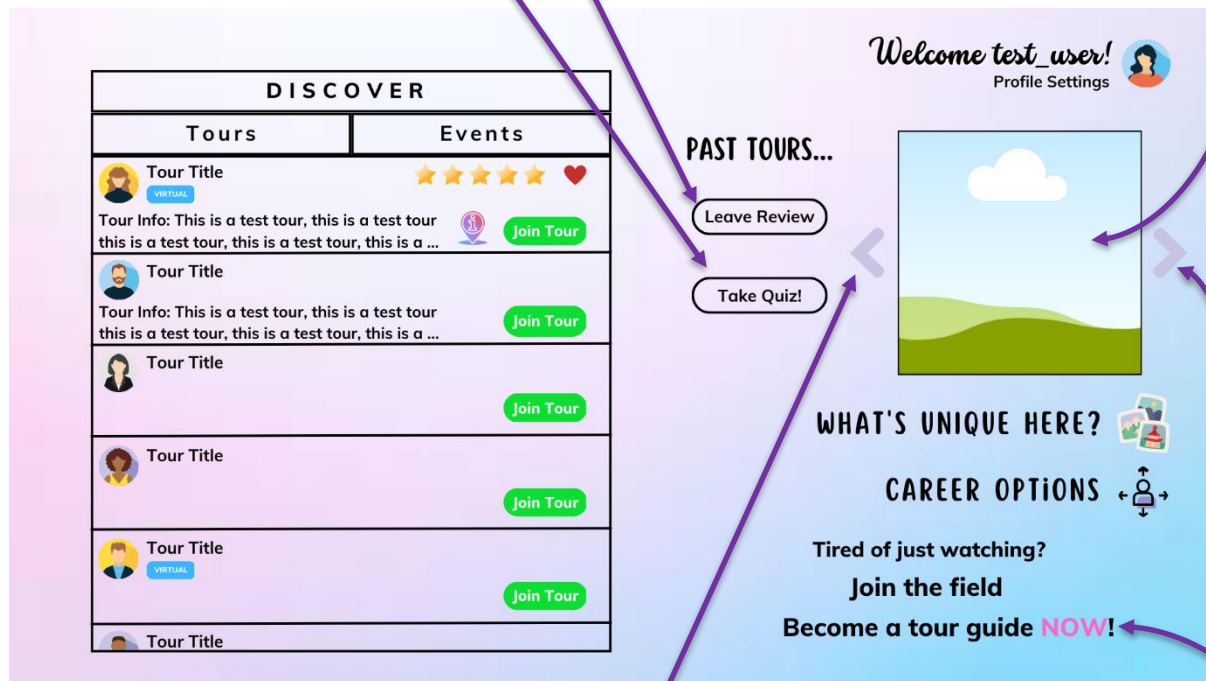 Welcome test_user!
Profile Settings
DISCOVER
Tours Events
Tour Title
VIRTUAL
Tour Info: This is a test tour, this is a test tour
this is a test tour, this is a test tour, this is a ...
Join Tour
Tour Title
Tour Info: This is a test tour, this is a test tour
this is a test tour, this is a test tour, this is a ...
Join Tour
Tour Title
Join Tour
Tour Title
Join Tour
Tour Title
VIRTUAL
Join Tour
Tour Title
PAST TOURS...
Leave Review
Take Quiz!
WHAT'S UNIQUE HERE?
CAREER OPTIONS
Tired of just watching?
Join the field
Become a tour guide NOW!